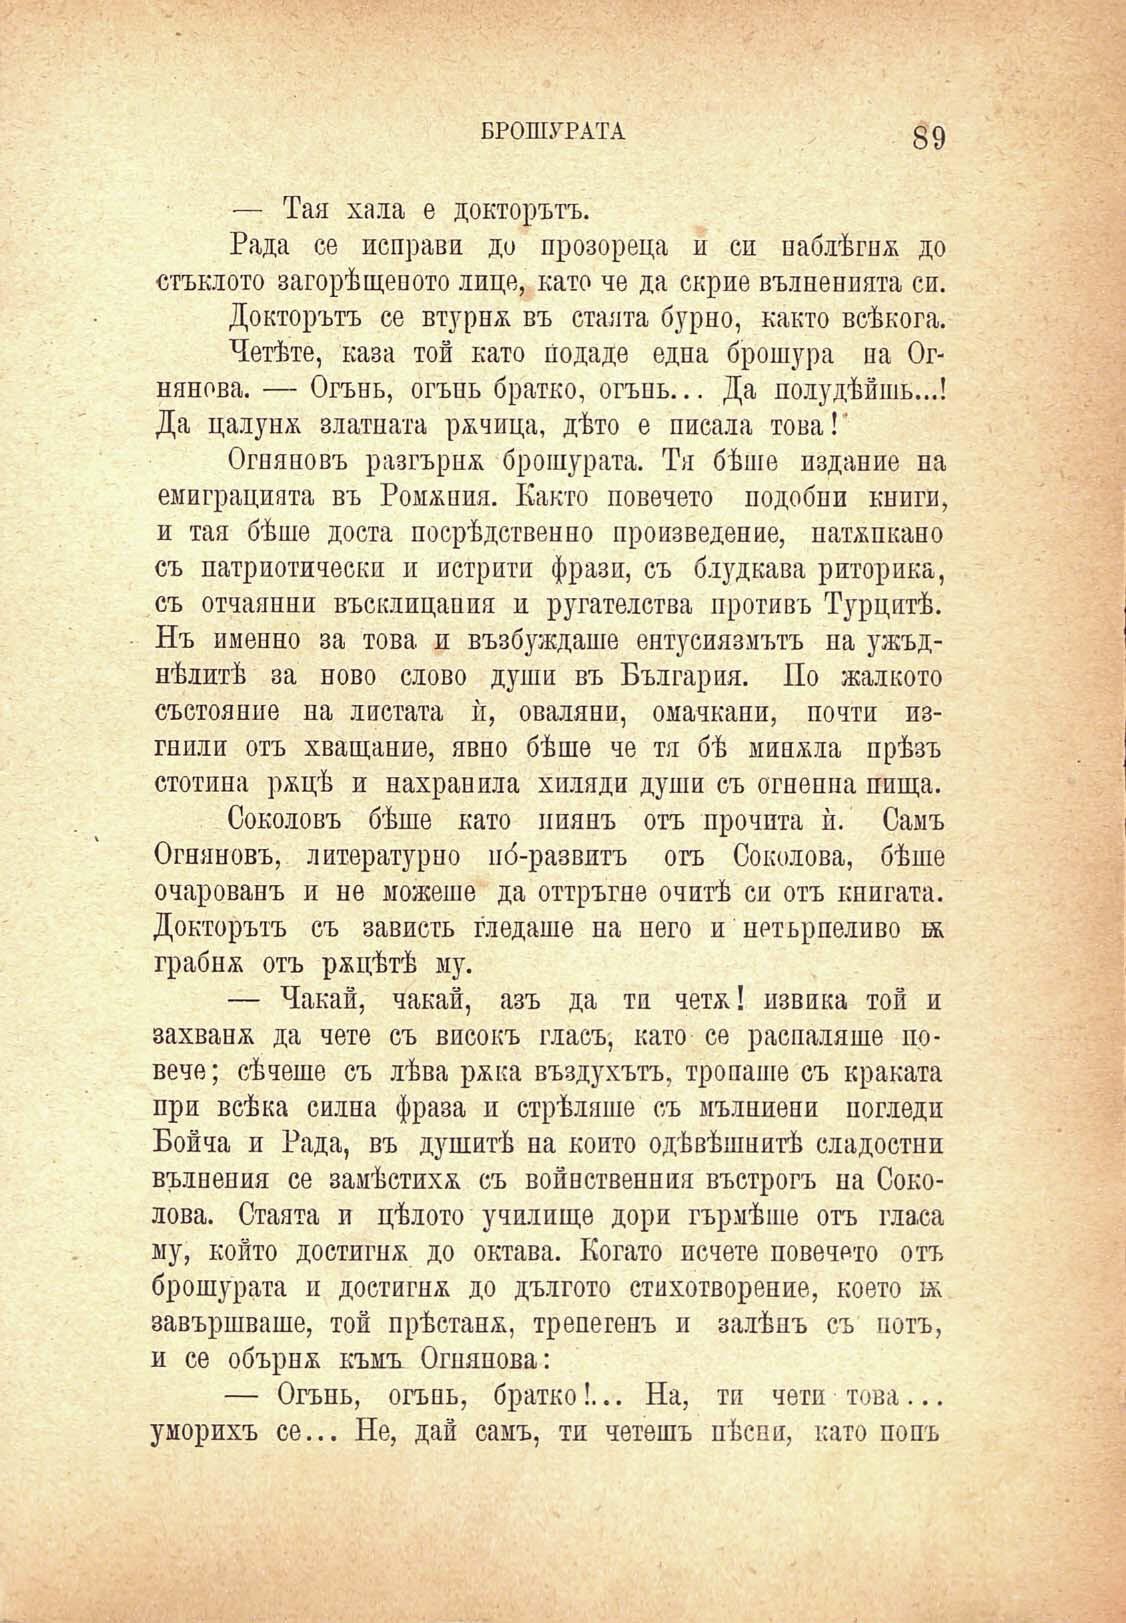 БРОШУРАТА 89
— Тая хала е докторътъ.
Рада се исправи до прозореца и си наблѣгнѫ до
стъклото загорѣщеното лице, като че да скрие вълненията си.
Докторътъ се втурнѫ въ стаята бурно, както всѣкога.
Четѣте, каза той като подаде една брошура на Ог-
нянова. — Огънь, огънь братко, огънь... Да полудѣйшь...!
Да цалунѫ златната рѫчица, дѣто е писала това!
Огняновъ разгърнѫ брошурата. Тя бѣше издание на
емиграцията въ Ромѫния. Както повечето подобни книги,
и тая бѣше доста посрѣдственно произведение, натѫпкано
съ патриотически и истрити фрази, съ блудкава риторика,
съ отчаянни въсклицания и ругателства противъ Турцитѣ.
Нъ именно за това и възбуждаше ентусиязмътъ на ужъд-
нѣлитѣ за ново слово души въ България. По жалкото
състояние на листата ѝ, оваляни, омачкани, почти из-
гнили отъ хващание, явно бѣше че тя бѣ минѫла прѣзъ
стотина рѫцѣ и нахранила хиляди души съ огненна пища.
Соколовъ бѣше като пиянъ отъ прочита ѝ. Самъ
Огняновъ, литературно по́-развитъ отъ Соколова, бѣше
очарованъ и не можеше да оттръгне очитѣ си отъ книгата.
Докторътъ съ зависть гледаше на него и нетърпеливо ѭ
грабнѫ отъ рѫцѣтѣ му.
— Чакай, чакай, азъ да ти четѫ! извика той и
захванѫ да чете съ високъ гласъ, като се распаляше по-
вече; сѣчеше съ лѣва рѫка въздухътъ, тропаше съ краката
при всѣка силна фраза и стрѣляше съ мълниени погледи
Бойча и Рада, въ душитѣ на които одѣвѣшнитѣ сладостни
вълнения се замѣстихѫ съ войнственния въстрогъ на Соко-
лова. Стаята и цѣлото училище дори гърмѣше отъ гласа
му, който достигнѫ до октава. Когато исчете повечето отъ
брошурата и достигнѫ до дългото стихотворение, което ѭ
завършваше, той прѣстанѫ, трепегенъ и залѣнъ съ потъ,
и се обърнѫ къмъ Огнянова:
— Огънь, огънь, братко!... На, ти чети това...
уморихъ се... Не, дай самъ, ти четешъ пѣсни, като попъ